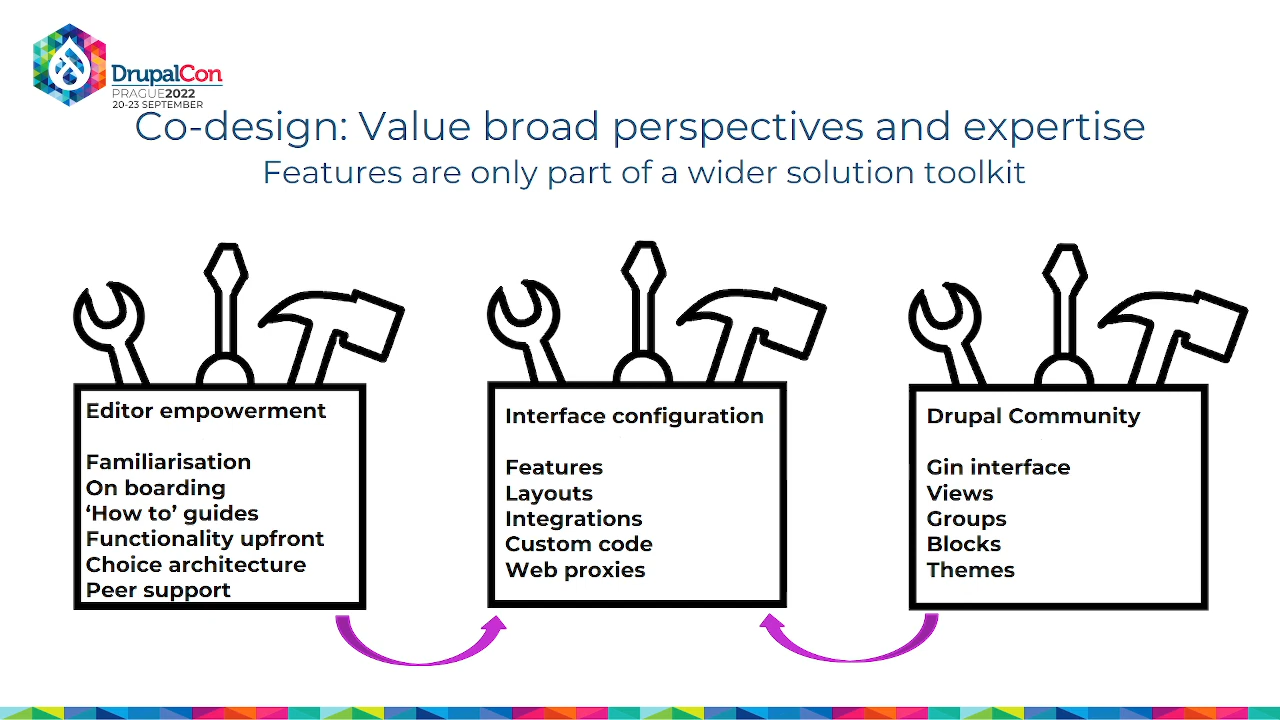 DrupalCon
PRAGUE2022
20-23 SEPTEMBER
Co-design: Value broad perspectives and expertise
Features are only part of a wider solution toolkit
Editor empowerment
Familiarisation
On boarding
‘How to’ guides
Functionality upfront
Choice architecture
Peer support
Interface configuration
Features
Layouts
Integrations
Custom code
Web proxies
Drupal Community
Gin interface
Views
Groups
Blocks
Themes